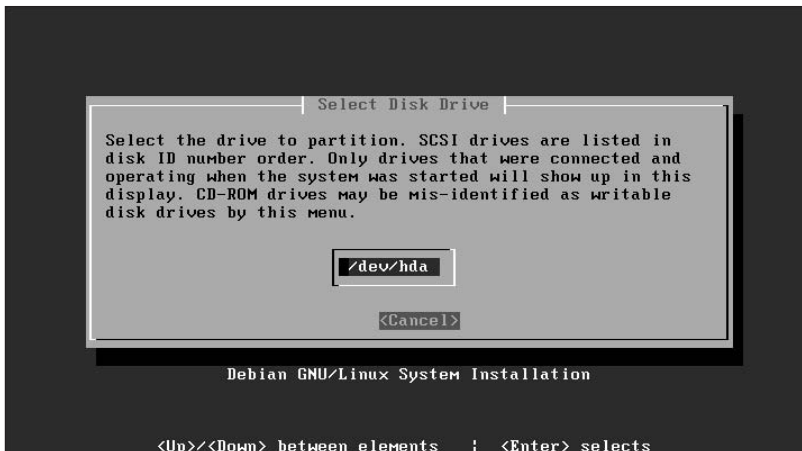 Select Disk Drive
Select the drive to partition. SCSI drives are listed in
disk ID number order. Only drives that were connected and
operating when the system was started will show up in this
display. CD-ROM drives may be mis-identified as writable
disk drives by this menu.
/dev/hda
<Cancel>
Debian GNU/Linux System Installation
<Up>/<Down> between elements ¦ <Enter> selects